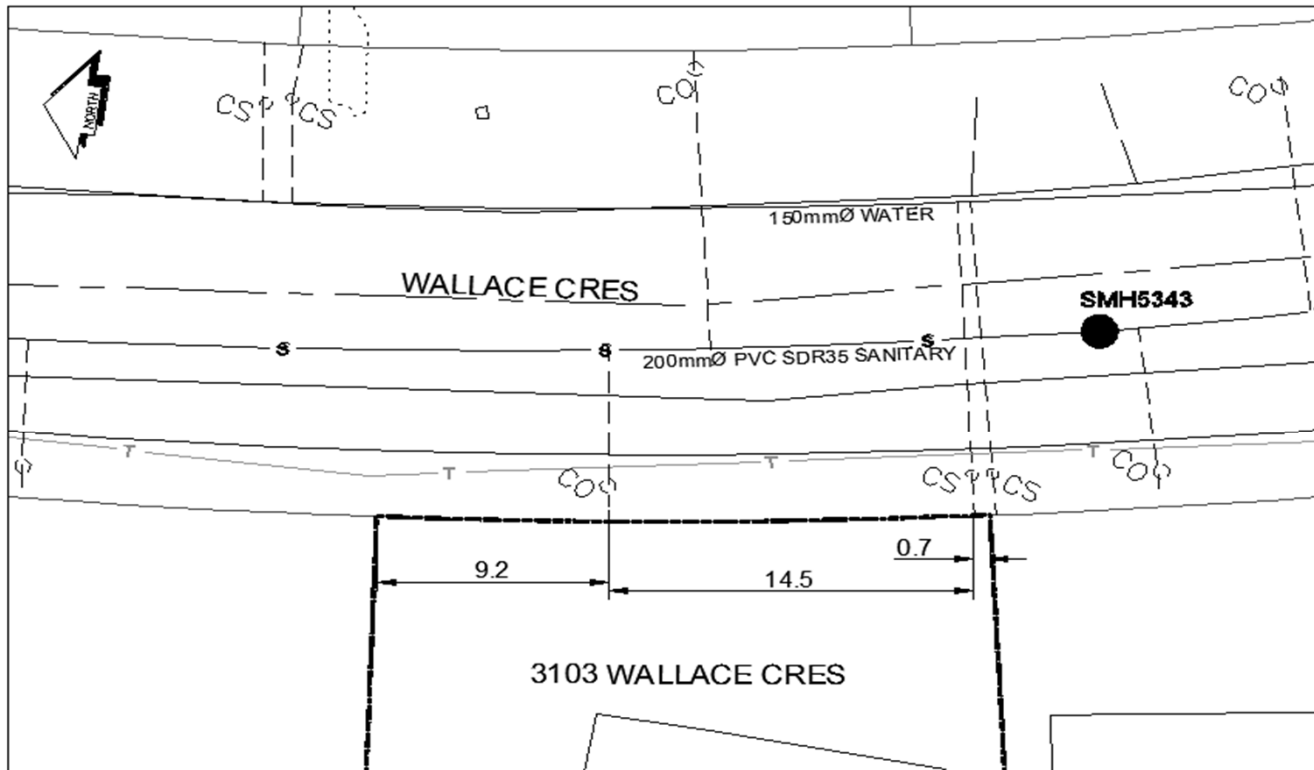 NORTH
CS
CS
CO
CO
150mmØ WATER
WALLACE CRES
SMH5343
S
S
S
200mmØ PVC SDR35 SANITARY
T
T
T
T
CO
CS
CS
CO
0.7
9.2
14.5
3103 WALLACE CRES